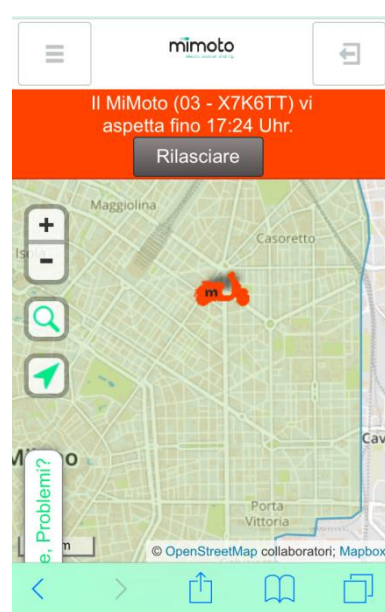 mimoto
Il MiMoto (03 - X7K6TT) vi
aspetta fino 17:24 Uhr.
Rilasciare
Maggiolina
Casoretto
+
Iso
−
m
Cav
o
e, Problemi?
Porta
Vittoria
m
© OpenStreetMap collaboratori; Mapbox